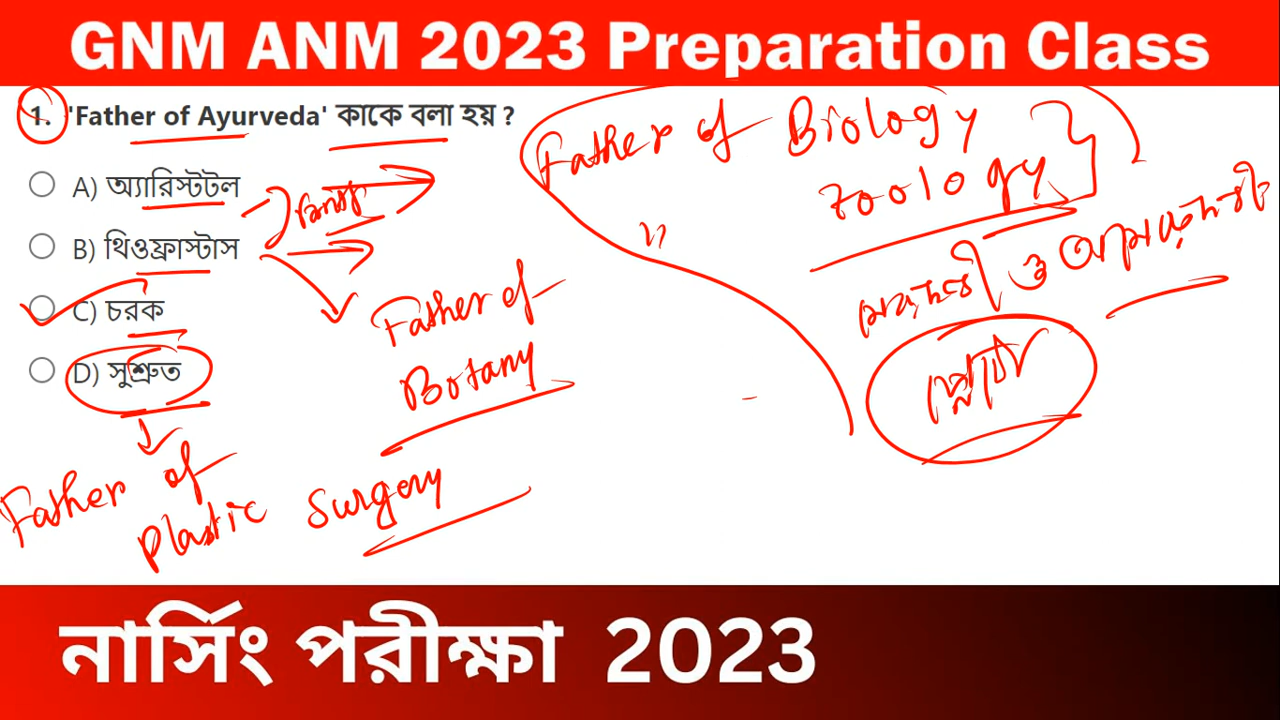 GNM ANM 2023 Preparation Class
1. 'Father of Ayurveda' কাকে বলা হয় ?
A) অ্যারিস্টটল
B) থিওফ্রাস্টাস
C) চরক
D) সুশ্রুত
Father of Biology
Zoology
"
ও
প্লেটো
Father of
Botany
Father of
Plastic Surgery
নার্সিং পরীক্ষা 2023